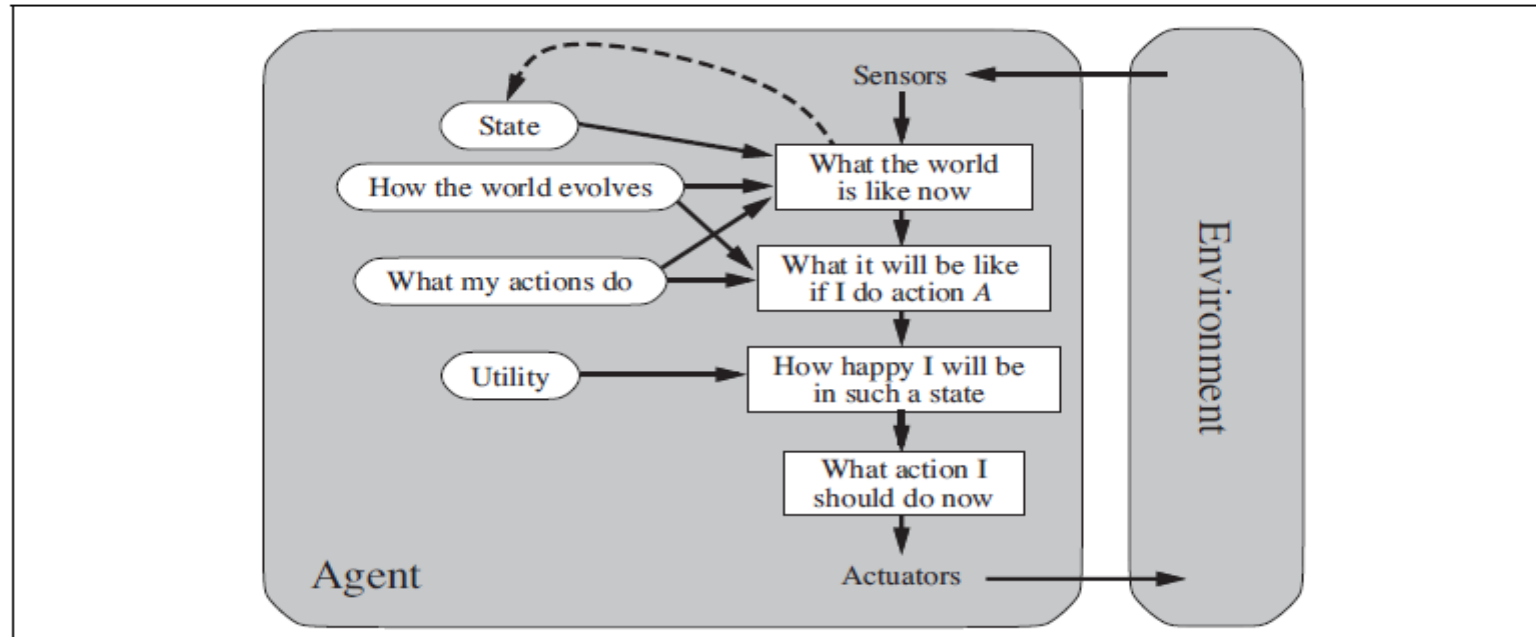 Sensors
State
What the world
is like now
How the world evolves
What my actions do
What it will be like
if I do action A
Utility
How happy I will be
in such a state
What action I
should do now
Actuators
Agent
Environment